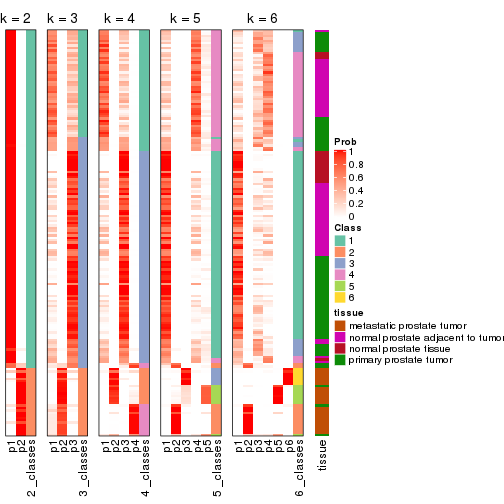 k = 2 k = 3 k = 4 k = 5 k = 6
Prob
1
0.8
0.6
0.4
0.2
0
Class
1
2
3
4
5
6
tissue
metastatic prostate tumor
normal prostate adjacent to tumor
normal prostate tissue
primary prostate tumor
p1 p2 2_classes p1 p2 p3 3_classes p1 p2 p3 p4 4_classes p1 p2 p3 p4 p5 5_classes p1 p2 p3 p4 p5 p6 6_classes tissue